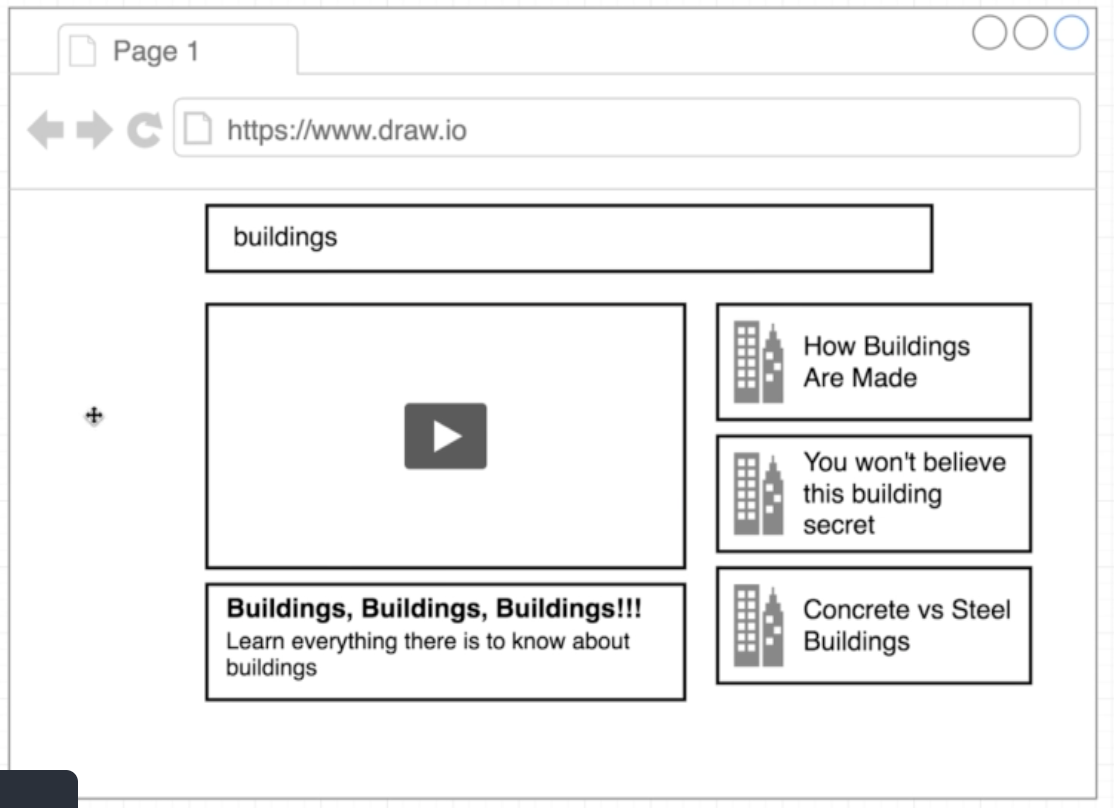 Page 1
https://www.draw.io
buildings
How Buildings
Are Made
You won't believe
this building
secret
Buildings, Buildings, Buildings!!!
Learn everything there is to know about
buildings
Concrete vs Steel
Buildings